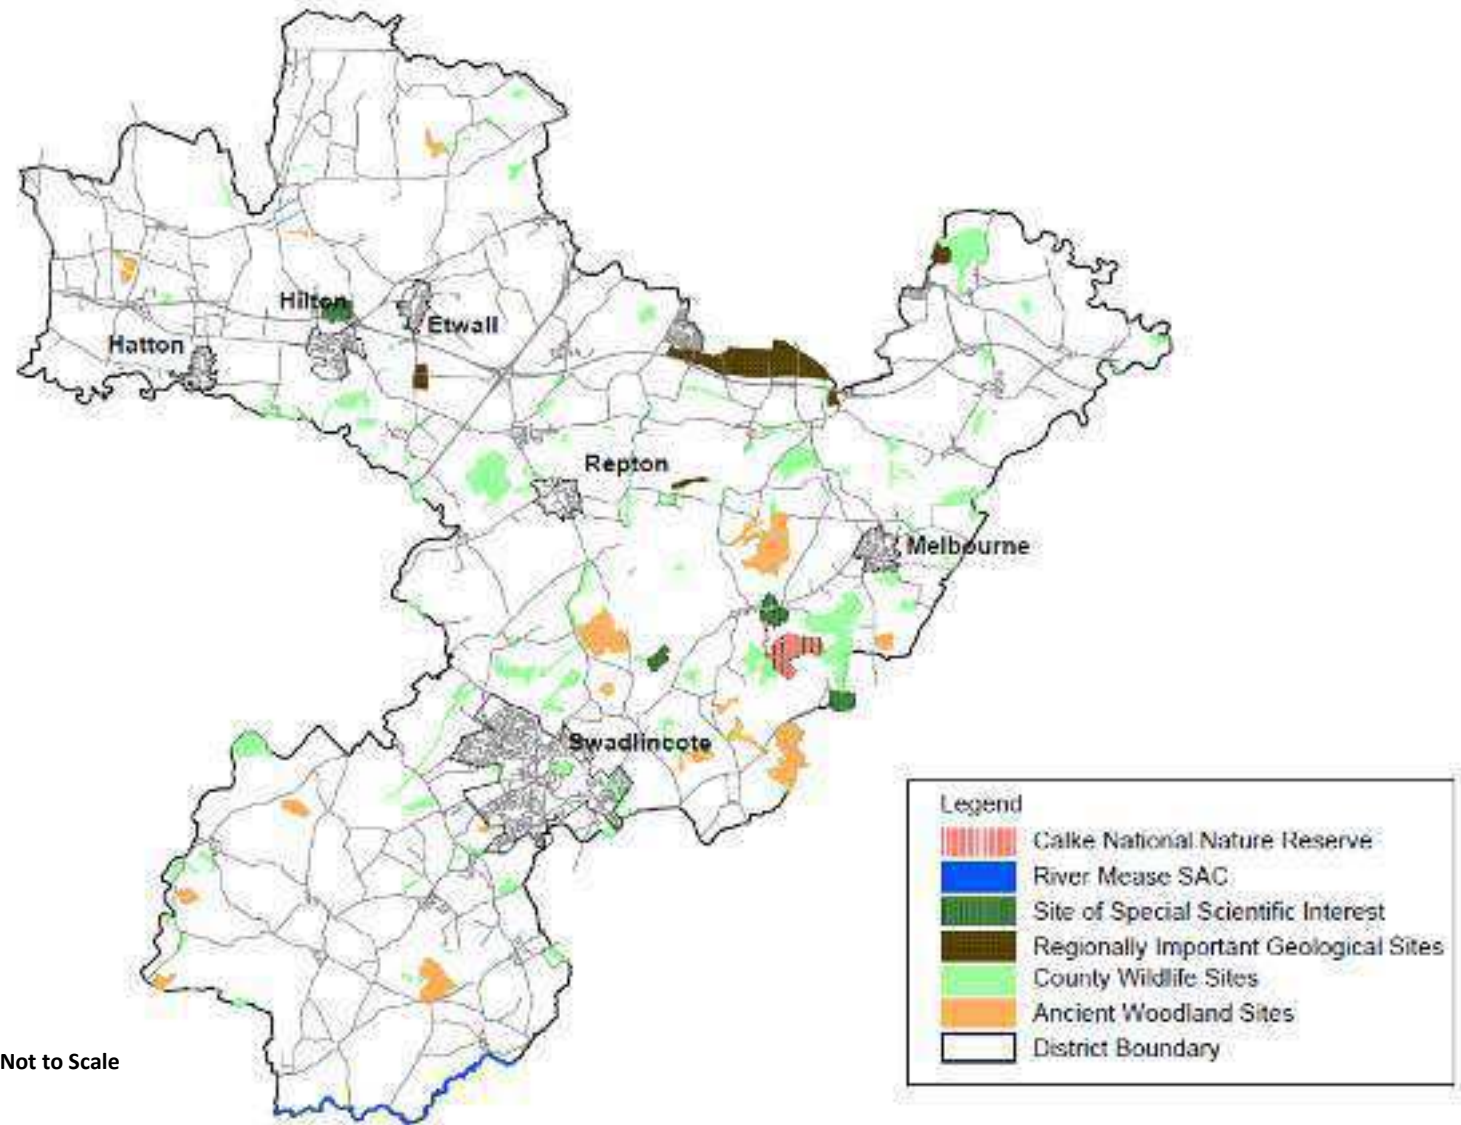 Hilton
Etwall
Hatton
Repton
Melbourne
Swadlincote
Legend
Calke National Nature Reserve
River Mease SAC
Site of Special Scientific Interest
Regionally Important Geological Sites
County Wildlife Sites
Ancient Woodland Sites
District Boundary
Not to Scale